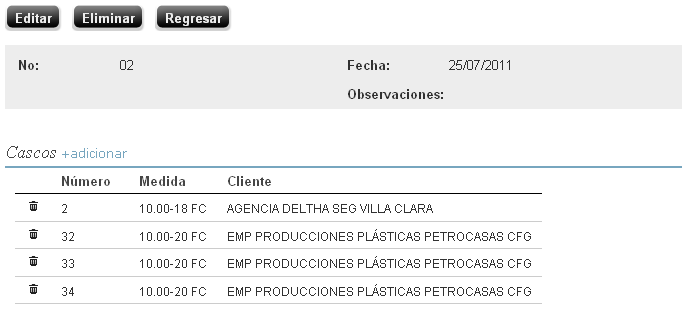 Editar Eliminar Regresar
No: 02 Fecha: 25/07/2011
Observaciones:
Cascos +adicionar
Número Medida Cliente
2 10.00-18 FC AGENCIA DELTHA SEG VILLA CLARA
32 10.00-20 FC EMP PRODUCCIONES PLÁSTICAS PETROCASAS CFG
33 10.00-20 FC EMP PRODUCCIONES PLÁSTICAS PETROCASAS CFG
34 10.00-20 FC EMP PRODUCCIONES PLÁSTICAS PETROCASAS CFG